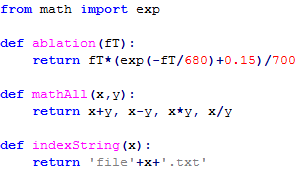 from math import exp
def ablation(fT):
    return fT*(exp(-fT/680)+0.15)/700
def mathAll(x,y):
    return x+y, x-y, x*y, x/y
def indexString(x):
    return 'file'+x+'.txt'